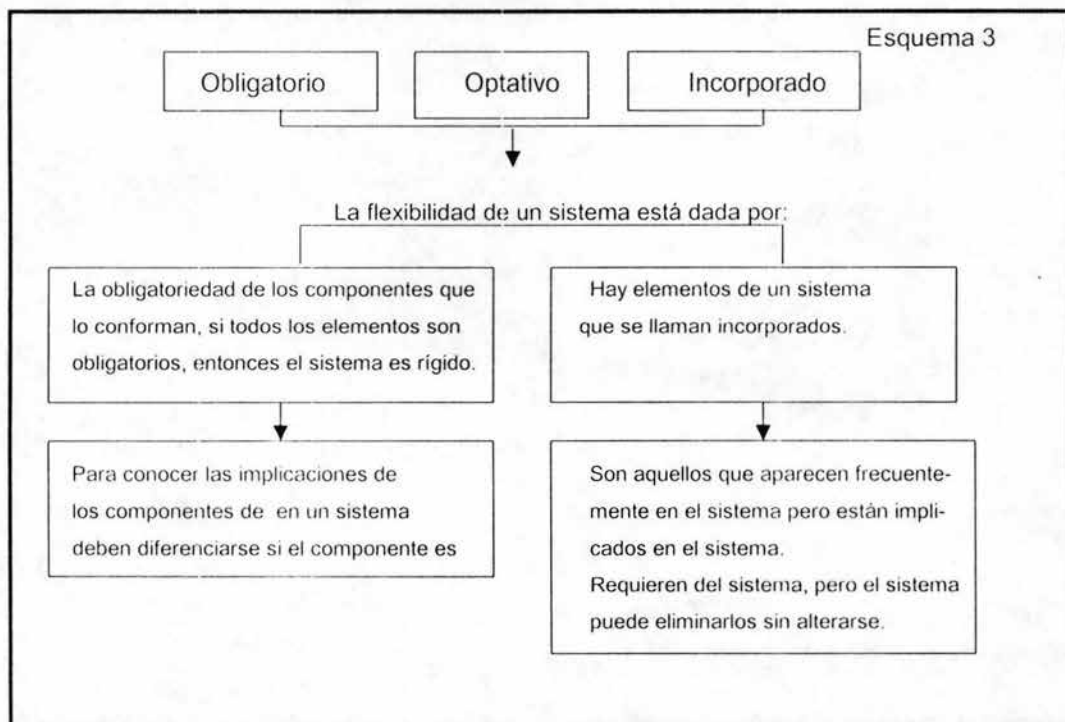 Esquema 3
Obligatorio
Optativo
Incorporado
La flexibilidad de un sistema está dada por:
La obligatoriedad de los componentes que
lo conforman, si todos los elementos son
obligatorios, entonces el sistema es rígido.
Hay elementos de un sistema
que se llaman incorporados.
Para conocer las implicaciones de
los componentes de en un sistema
deben diferenciarse si el componente es
Son aquellos que aparecen frecuente-
mente en el sistema pero están impli-
cados en el sistema.
Requieren del sistema, pero el sistema
puede eliminarlos sin alterarse.